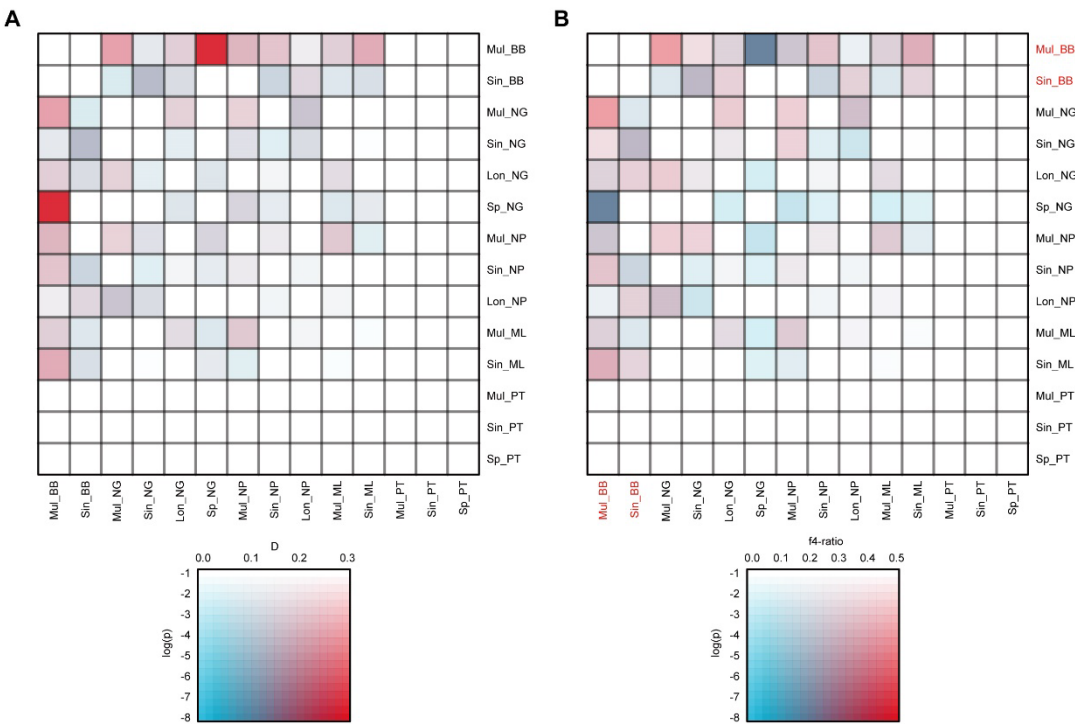 A
Mul_BB
Sin_BB
Mul_NG
Sin_NG
Lon_NG
Sp_NG
Mul_NP
Sin_NP
Lon_NP
Mul_ML
Sin_ML
Mul_PT
Sin_PT
Sp_PT
Mul_BB Sin_BB Mul_NG Sin_NG Lon_NG Sp_NG Mul_NP Sin_NP Lon_NP Mul_ML Sin_ML Mul_PT Sin_PT Sp_PT
D
0.0 0.1 0.2 0.3
log(p)
-1
-2
-3
-4
-5
-6
-7
-8
B
Mul_BB
Sin_BB
Mul_NG
Sin_NG
Lon_NG
Sp_NG
Mul_NP
Sin_NP
Lon_NP
Mul_ML
Sin_ML
Mul_PT
Sin_PT
Sp_PT
Mul_BB Sin_BB Mul_NG Sin_NG Lon_NG Sp_NG Mul_NP Sin_NP Lon_NP Mul_ML Sin_ML Mul_PT Sin_PT Sp_PT
f4-ratio
0.0 0.1 0.2 0.3 0.4 0.5
log(p)
-1
-2
-3
-4
-5
-6
-7
-8